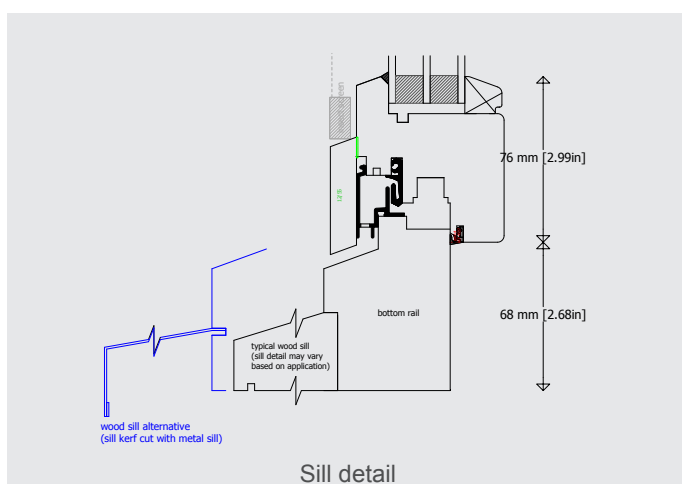 76 mm [2.99in]
bottom rail
68 mm [2.68in]
typical wood sill
(sill detail may vary
based on application)
wood sill alternative
(sill kerf cut with metal sill)
Sill detail